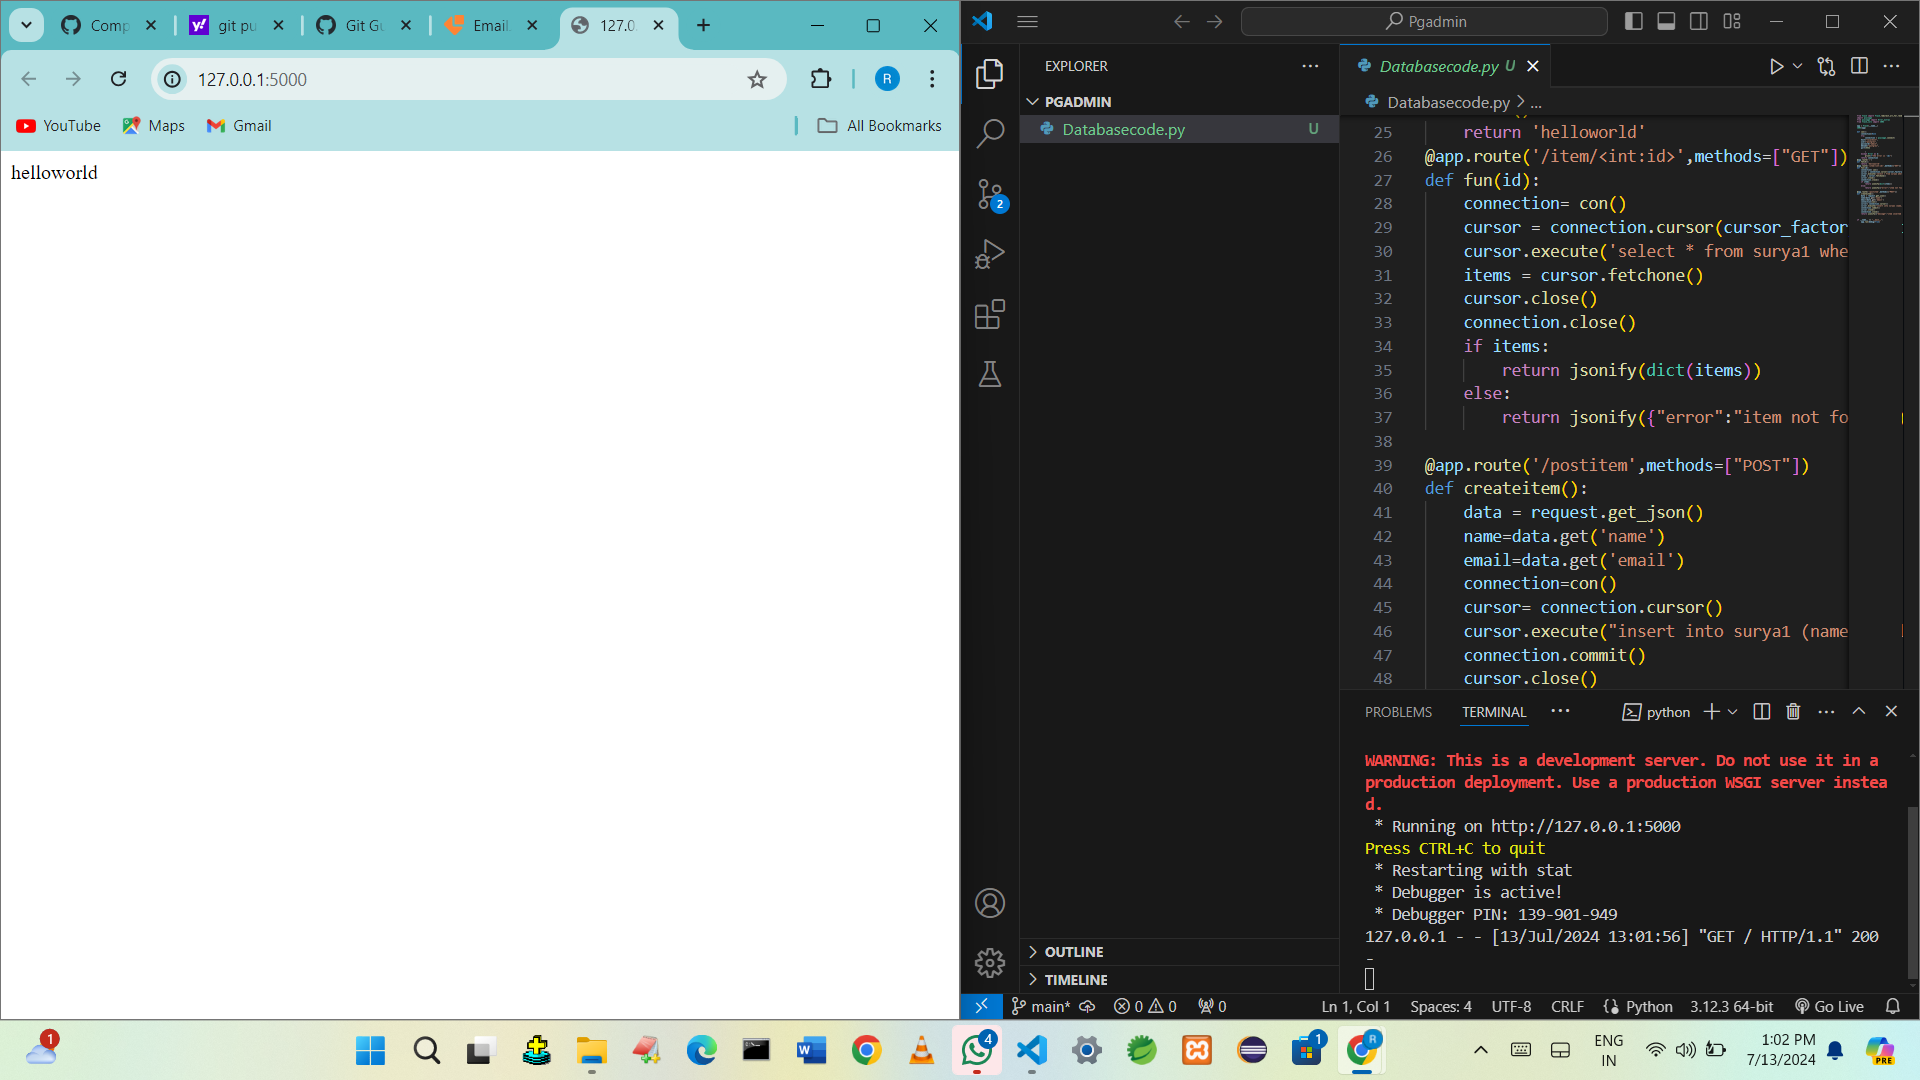 Comp
git pu
Git Gu
Email
127.0.
127.0.0.1:5000
R
YouTube
Maps
Gmail
All Bookmarks
helloworld
Pgadmin
EXPLORER
PGADMIN
Databasecode.py
U
2
OUTLINE
TIMELINE
Databasecode.py U
Databasecode.py > ...
25 return 'helloworld'
26 @app.route('/item/<int:id>',methods=["GET"])
27 def fun(id):
28 connection= con()
29 cursor = connection.cursor(cursor_factor
30 cursor.execute('select * from surya1 whe
31 items = cursor.fetchone()
32 cursor.close()
33 connection.close()
34 if items:
35 return jsonify(dict(items))
36 else:
37 return jsonify({"error":"item not fo
38
39 @app.route('/postitem',methods=["POST"])
40 def createitem():
41 data = request.get_json()
42 name=data.get('name')
43 email=data.get('email')
44 connection=con()
45 cursor= connection.cursor()
46 cursor.execute("insert into surya1 (name
47 connection.commit()
48 cursor.close()
PROBLEMS
TERMINAL
python
WARNING: This is a development server. Do not use it in a
production deployment. Use a production WSGI server instea
d.
* Running on http://127.0.0.1:5000
Press CTRL+C to quit
* Restarting with stat
* Debugger is active!
* Debugger PIN: 139-901-949
127.0.0.1 - - [13/Jul/2024 13:01:56] "GET / HTTP/1.1" 200
-
main*
0
0
0
Ln 1, Col 1
Spaces: 4
UTF-8
CRLF
Python
3.12.3 64-bit
Go Live
1
4
1
R
ENG
IN
1:02 PM
7/13/2024
PRE